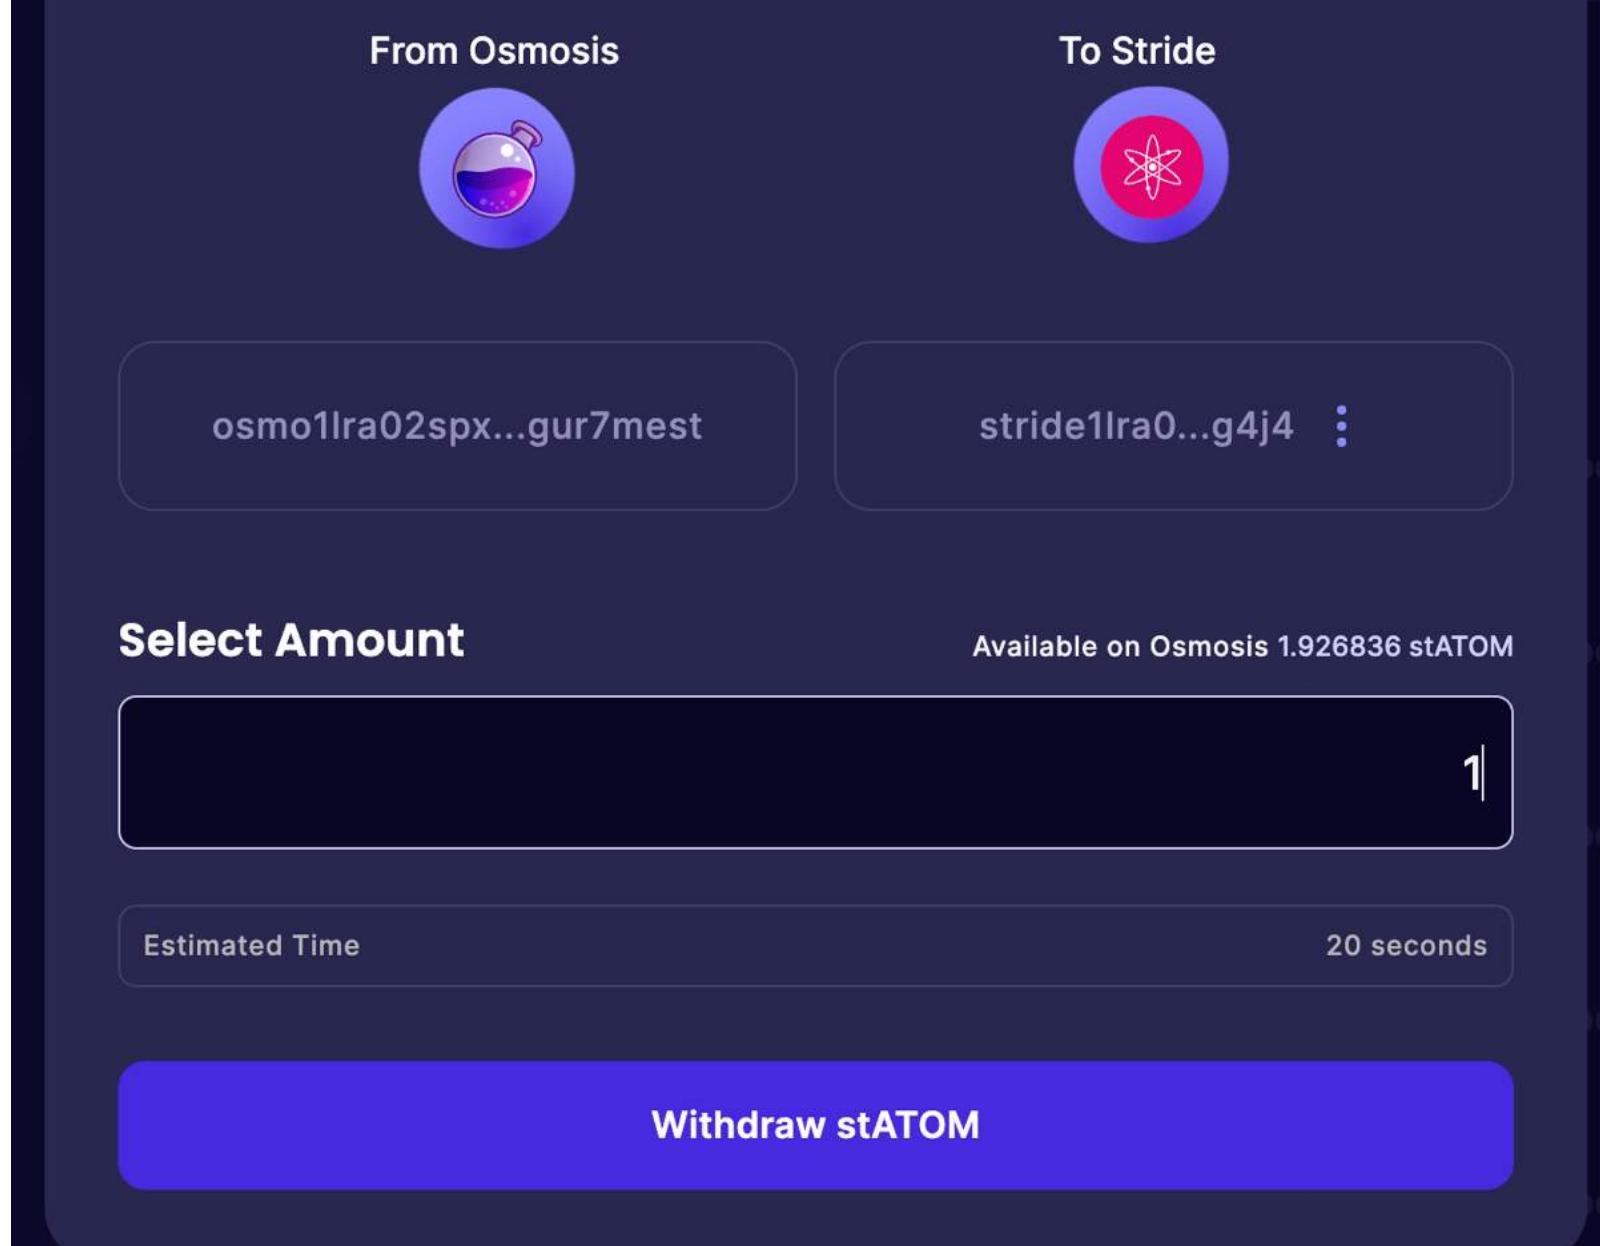 From Osmosis
To Stride
osmo1lra02spx...gur7mest
stride1lra0...g4j4
Select Amount
Available on Osmosis 1.926836 stATOM
1
Estimated Time
20 seconds
Withdraw stATOM